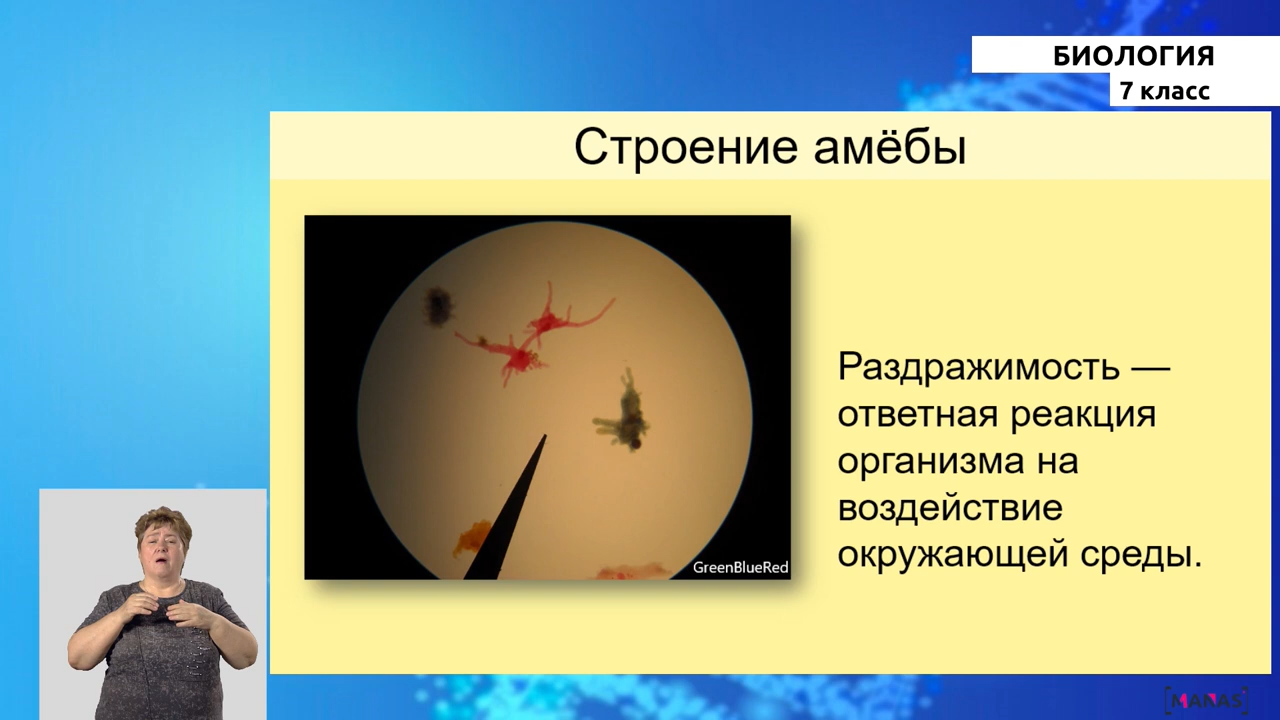 БИОЛОГИЯ
7 класс
Строение амёбы
Раздражимость —
ответная реакция
организма на
воздействие
окружающей среды.
GreenBlueRed
[MANAS]